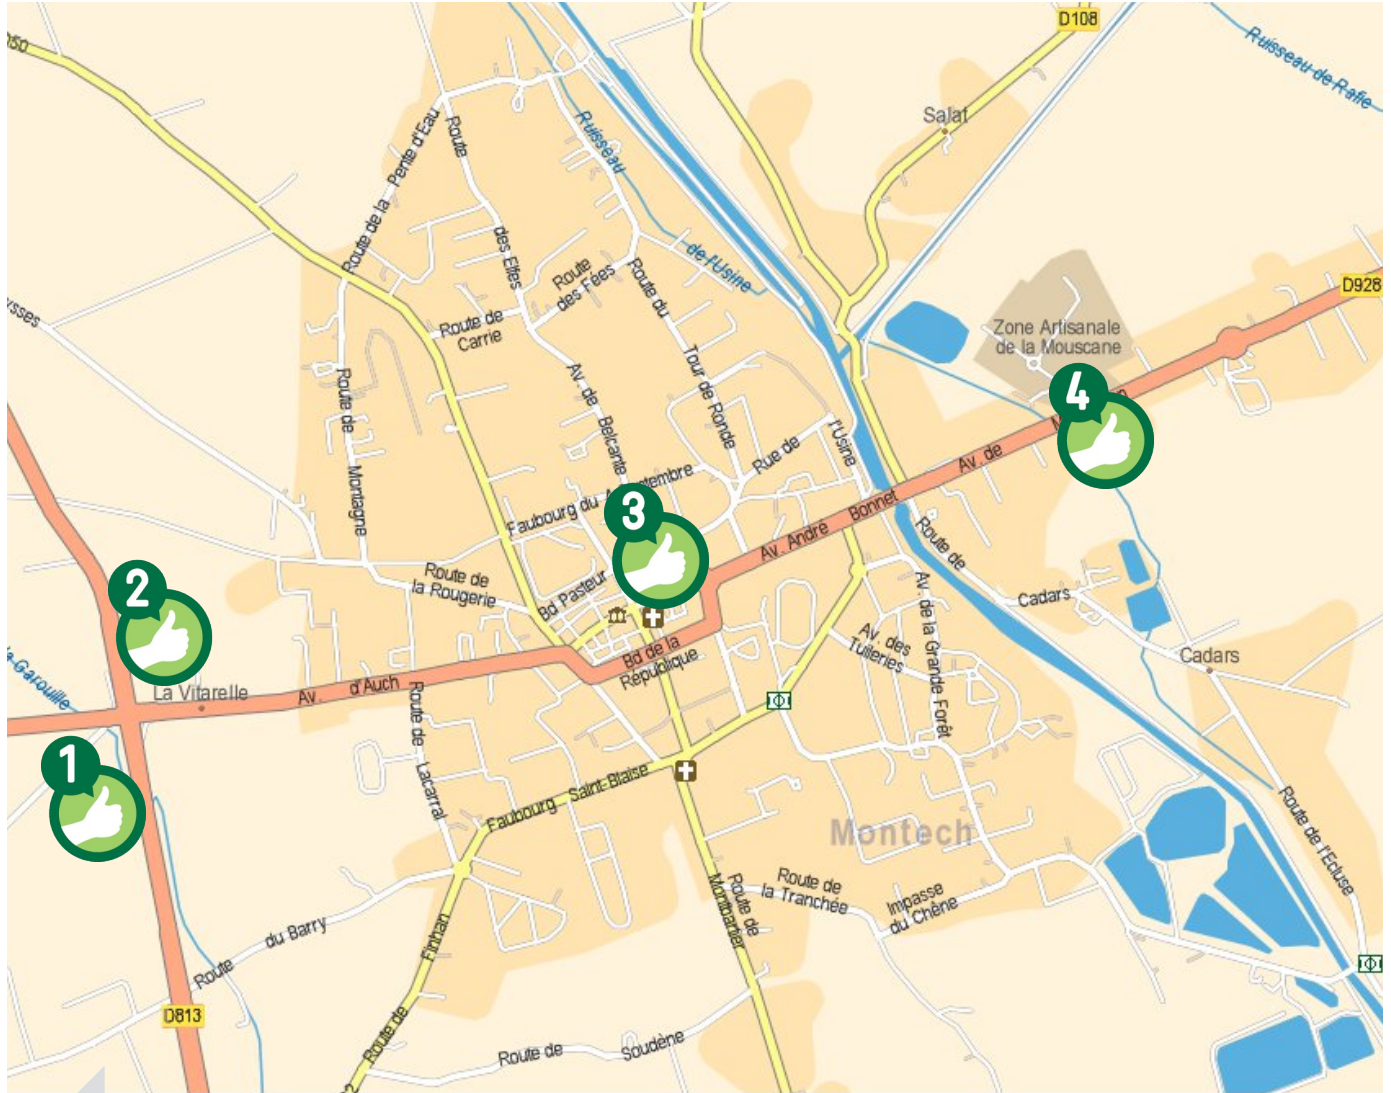 D108
Ruisseau de Rafie
Salat
Route de la Pente d'Eau
Route
des Elfes
Ruisseau
de l'Usine
D928
Route
des Fées
Route du
Tour de Ronde
Route de
Carrie
Zone Artisanale
de la Mouscane
Route de
Montagne
Av. de
Belcante
Rue de
l'Usine
4
Av. de
Faubourg du
3
Av. Andre Bonnet
Route de
Cadars
Route de
la Rougerie
Bd Pasteur
2
Av. de la Grande Forêt
Av. des
Tuileries
Cadars
Bd de la
République
La Vitarelle
Av. d'Auch
Route de
Lacarral
1
Faubourg Saint-Blaise
Montech
Route de l'Ecluse
Route de
la Tranchée
Impasse
du Chêne
Route de
Montbartier
Route du Barry
Route de Finhan
D813
Route de Soudène